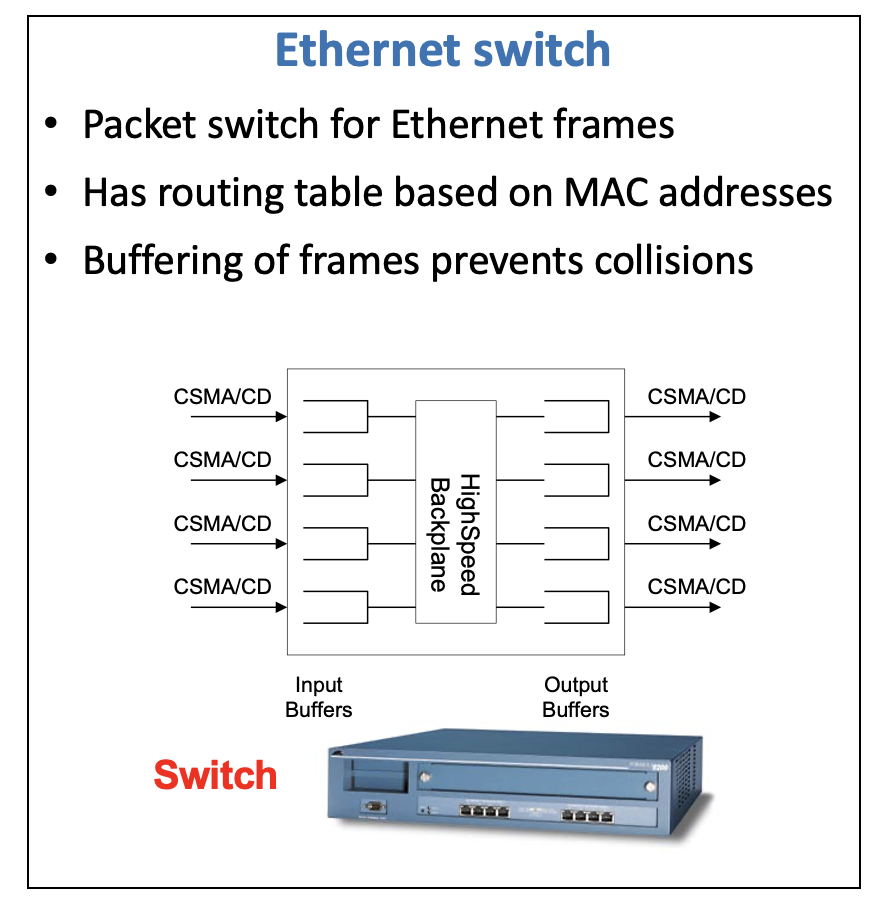 Ethernet switch
• Packet switch for Ethernet frames
• Has routing table based on MAC addresses
• Buffering of frames prevents collisions
CSMA/CD
CSMA/CD
CSMA/CD
CSMA/CD
HighSpeed
Backplane
CSMA/CD
CSMA/CD
CSMA/CD
CSMA/CD
Input
Buffers
Output
Buffers
Switch